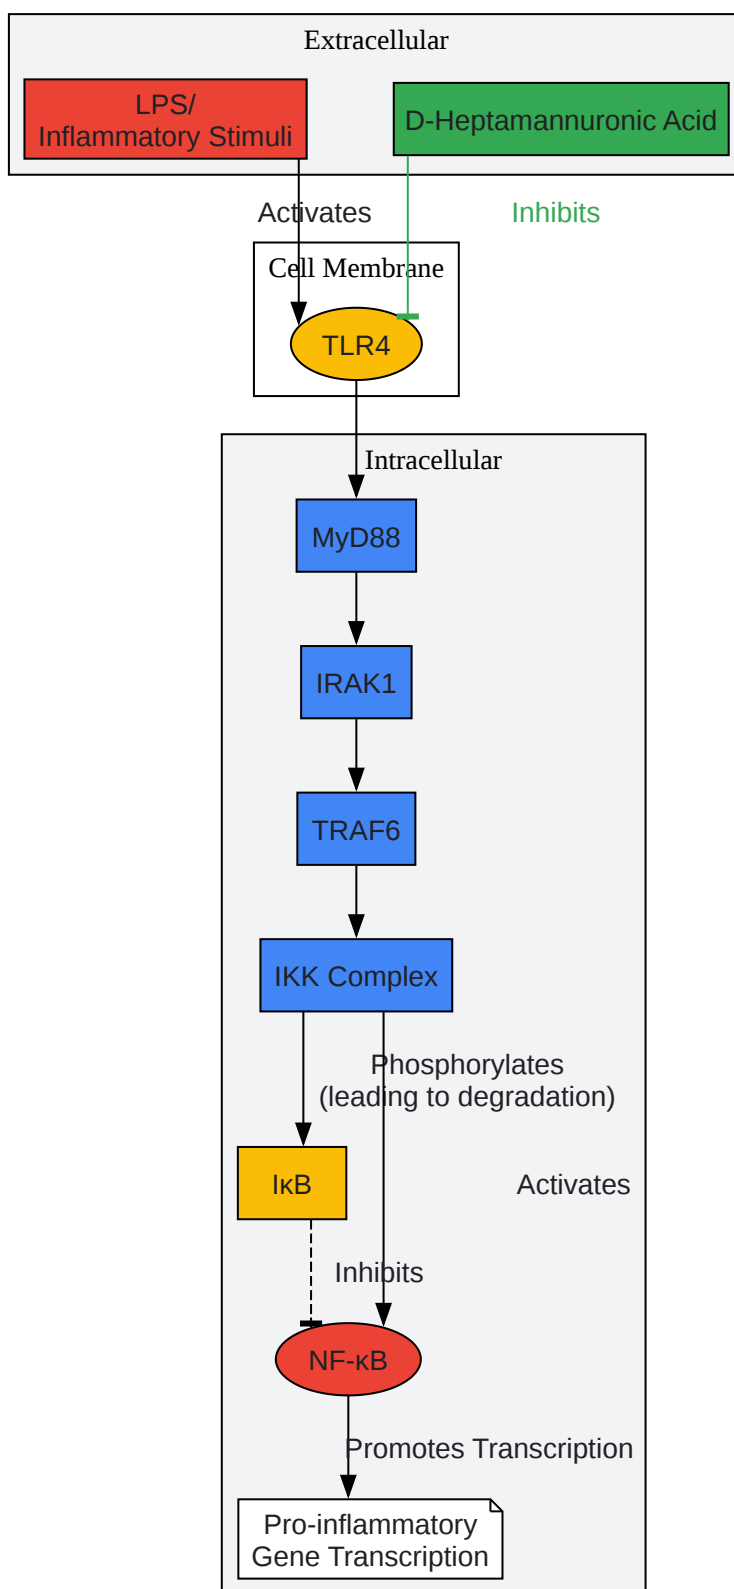 Extracellular
LPS/
Inflammatory Stimuli
D-Heptamannuronic Acid
Activates
Inhibits
Cell Membrane
TLR4
Intracellular
MyD88
IRAK1
TRAF6
IKK Complex
Phosphorylates
(leading to degradation)
IκB
Activates
Inhibits
NF-κB
Promotes Transcription
Pro-inflammatory
Gene Transcription